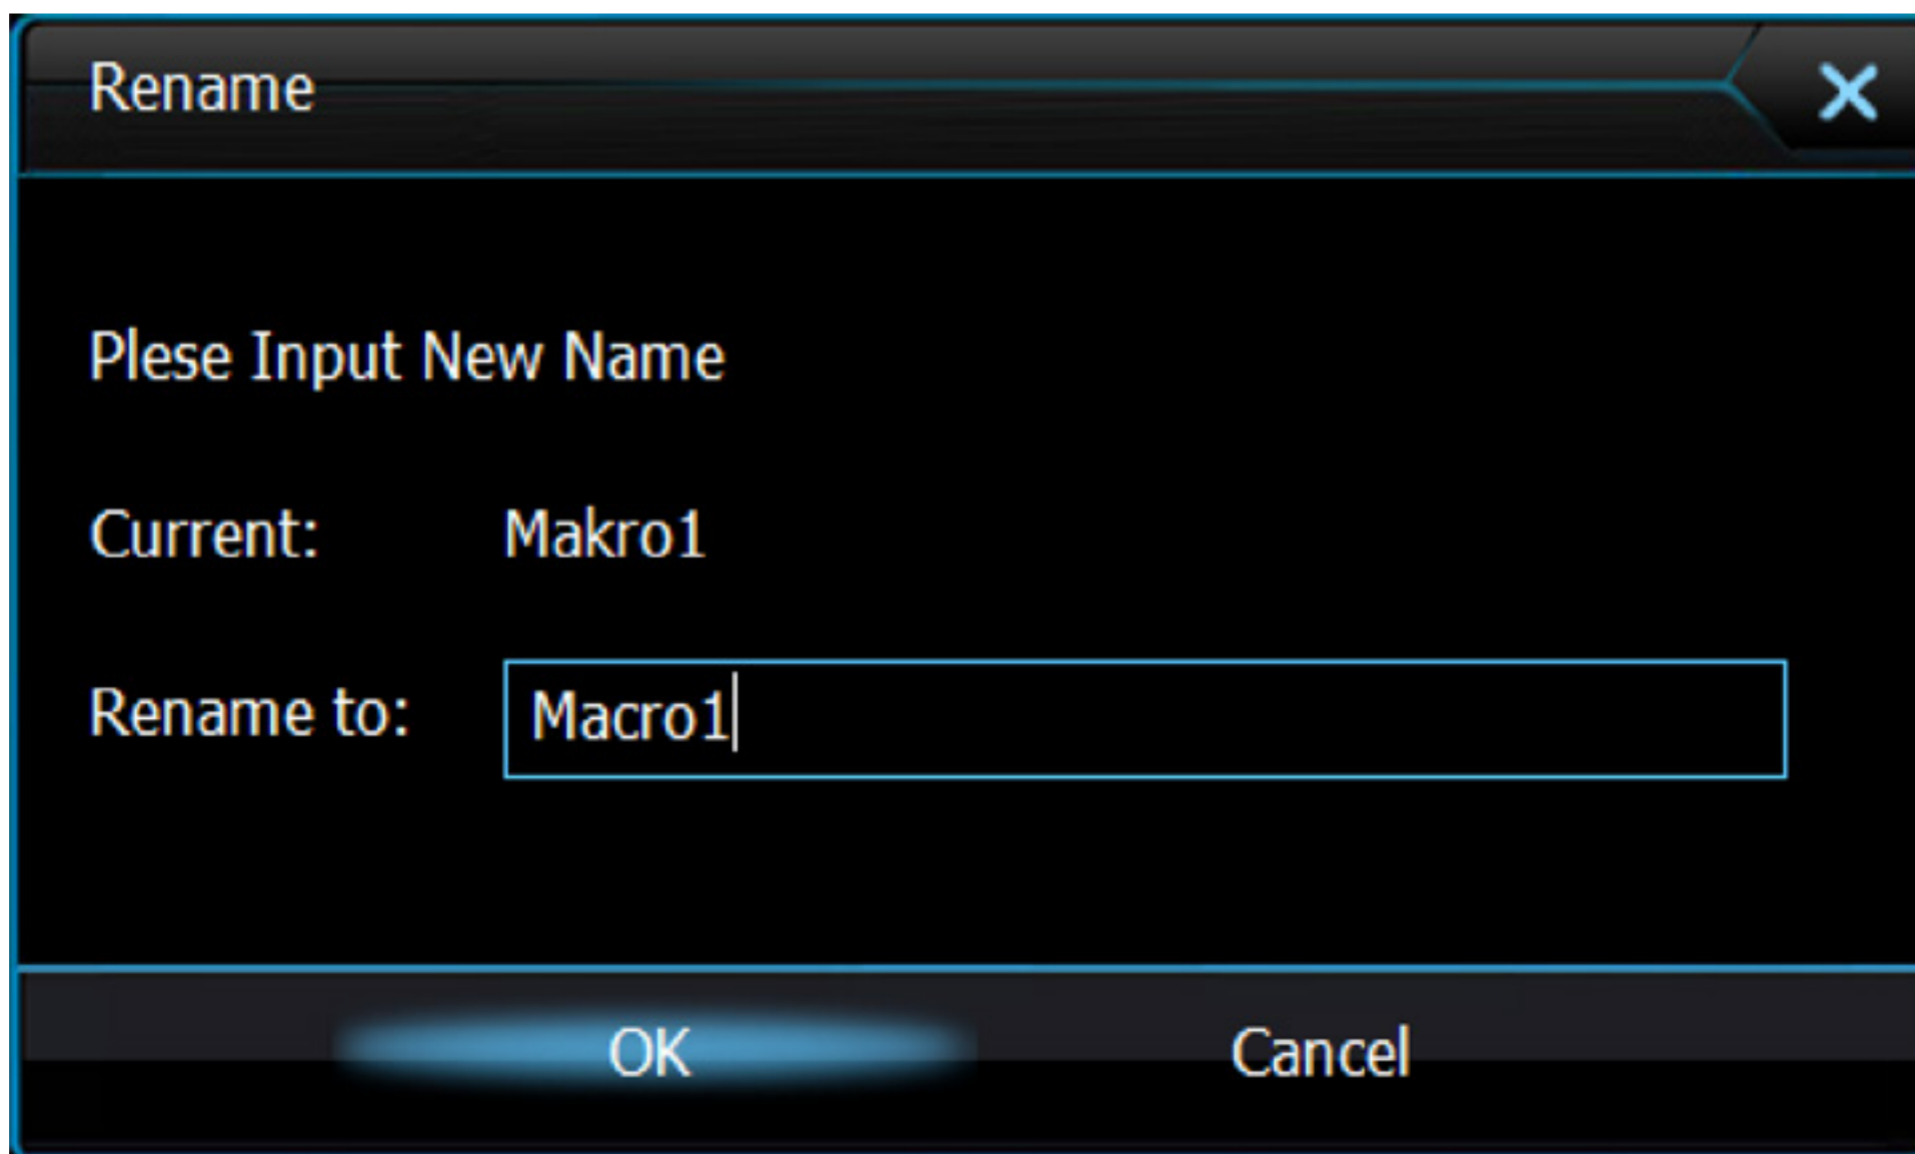 Rename
Plese Input New Name
Current: Makro1
Rename to: Macro1
OK Cancel